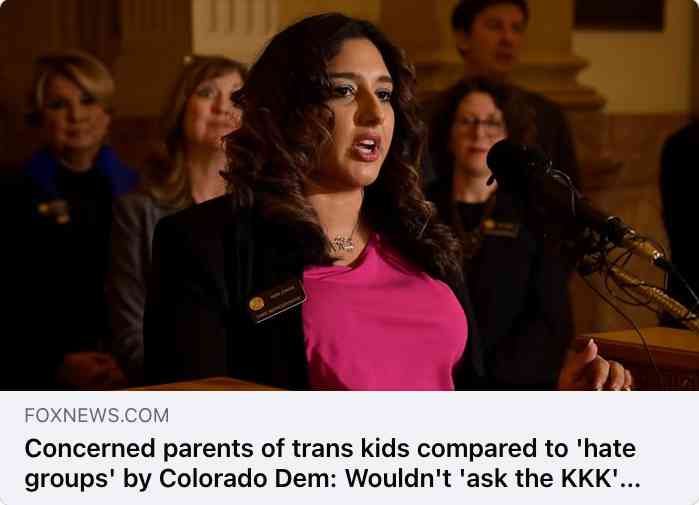 FOXNEWS.COM
Concerned parents of trans kids compared to 'hate
groups' by Colorado Dem: Wouldn't 'ask the KKK'...